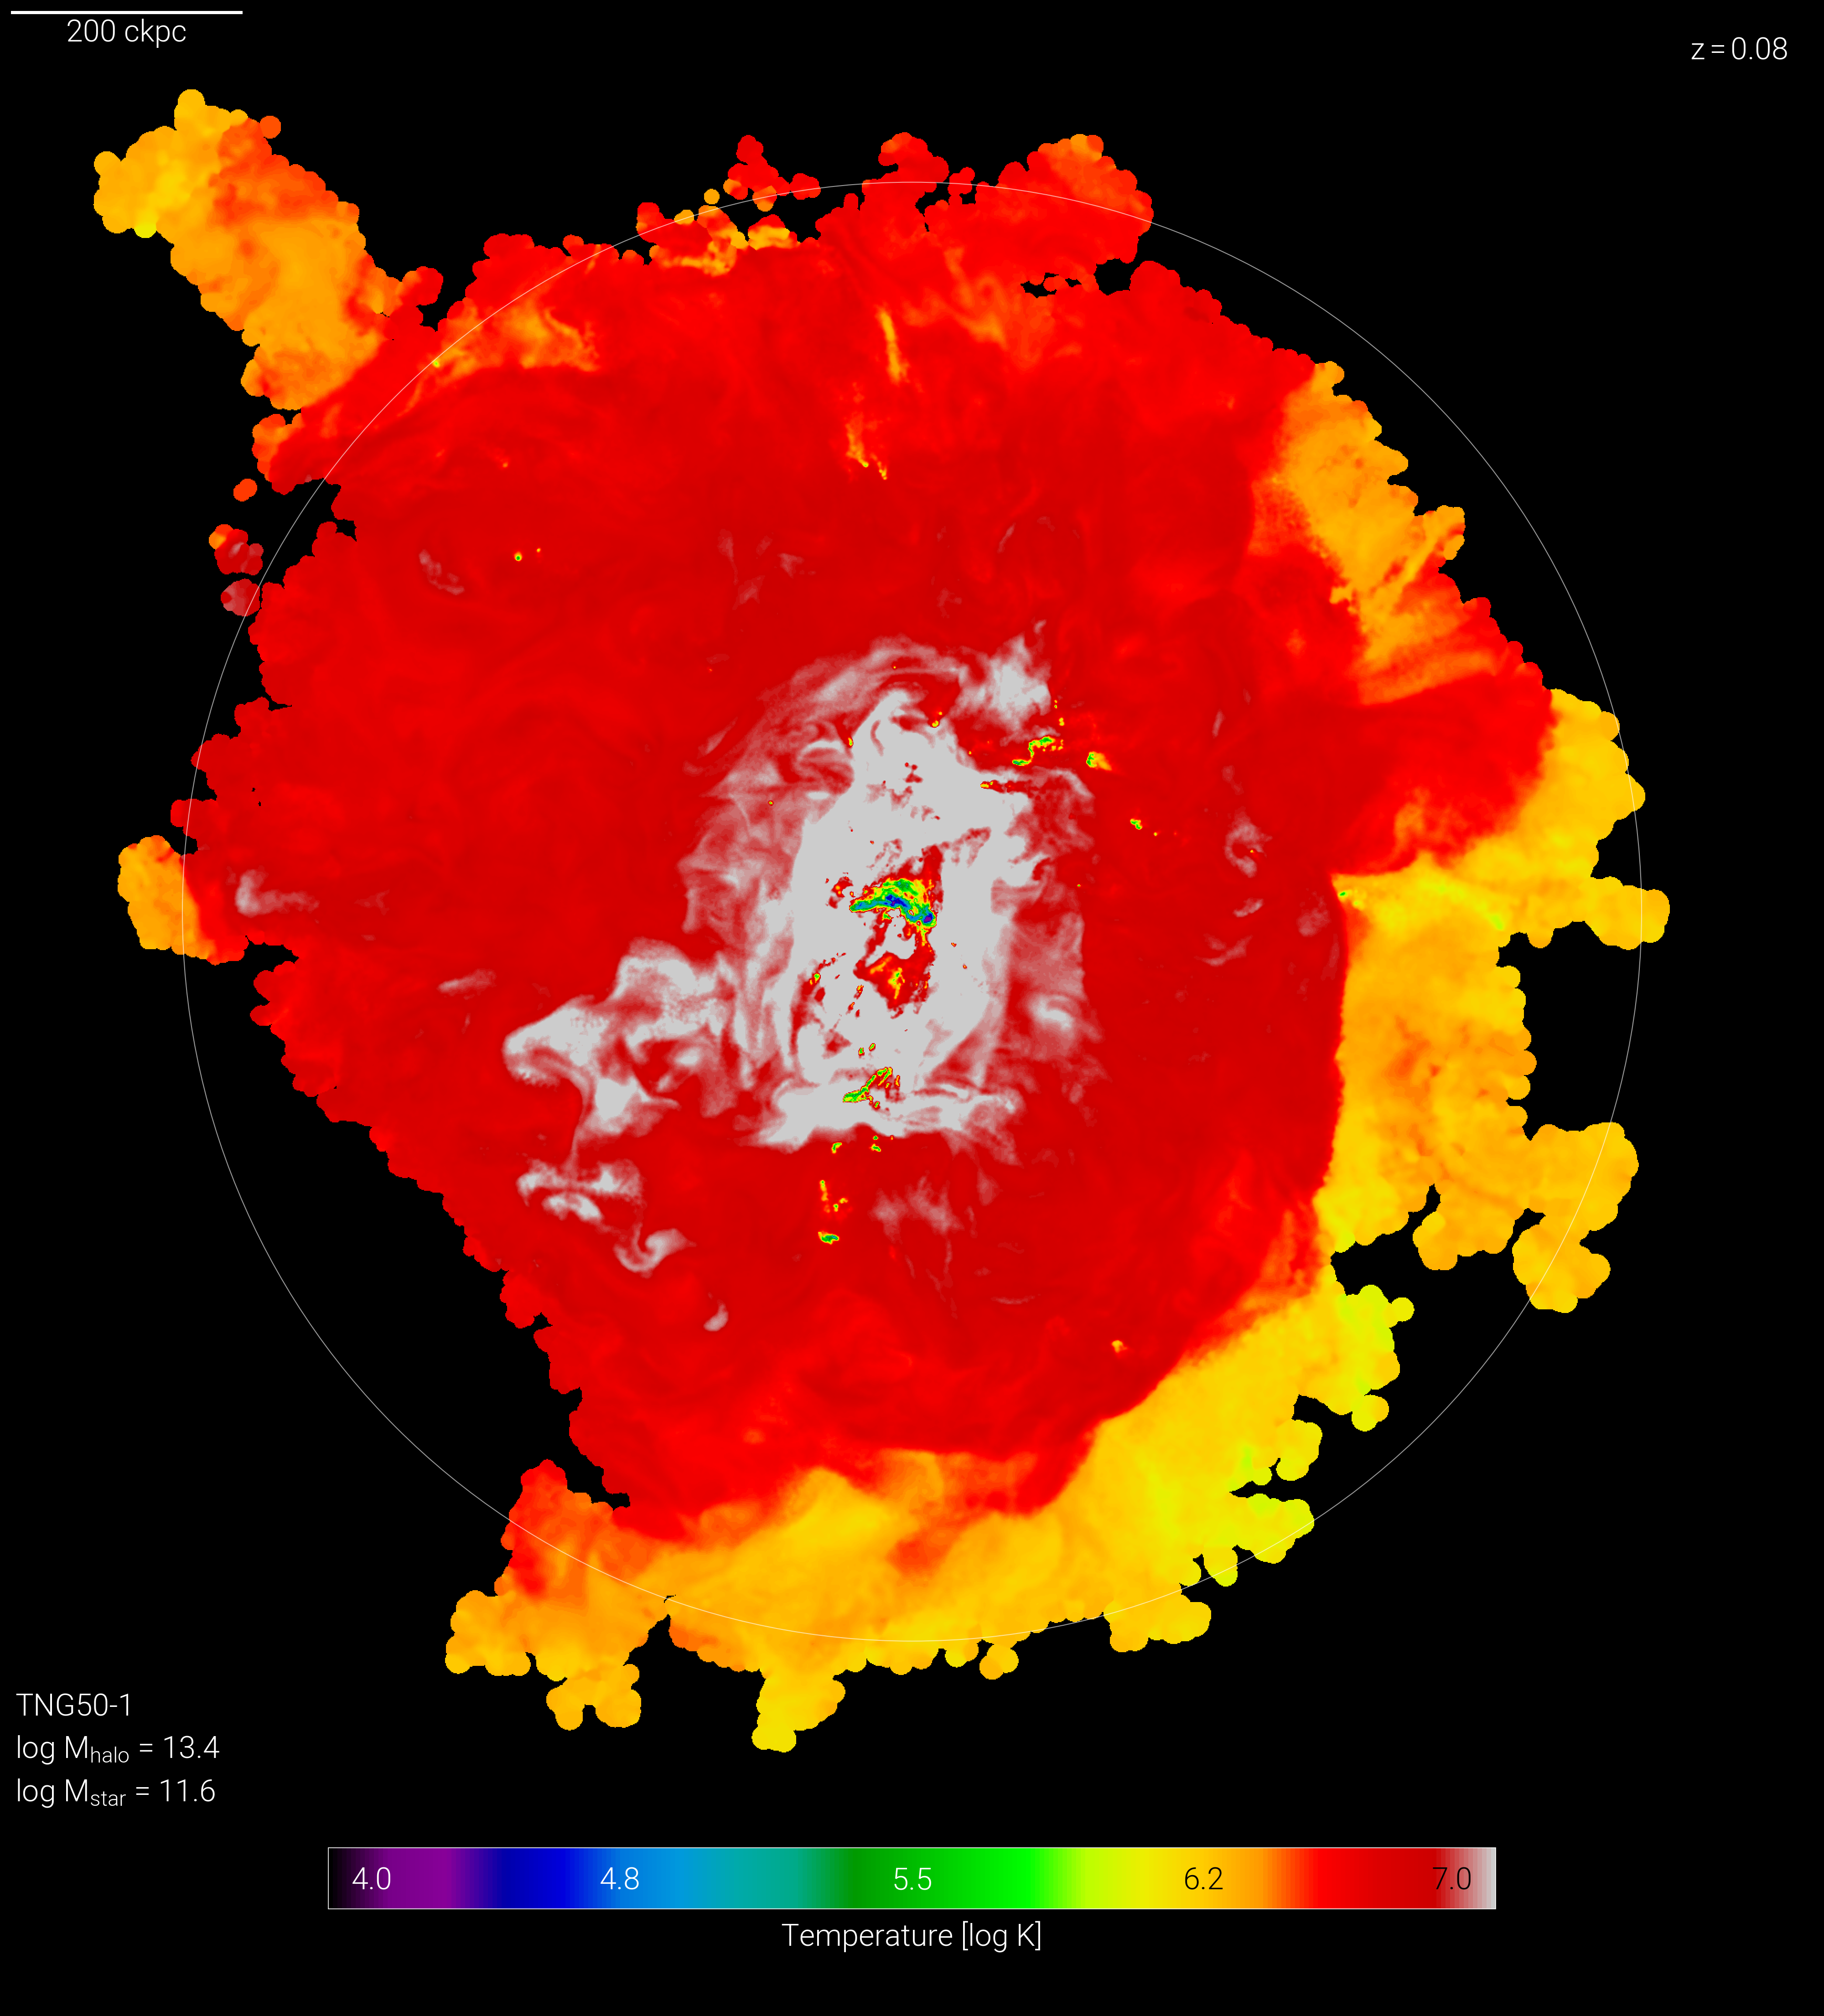 200 ckpc
z = 0.08
TNG50-1
log Mhalo = 13.4
log Mstar = 11.6
4.0 4.8 5.5 6.2 7.0
Temperature [log K]